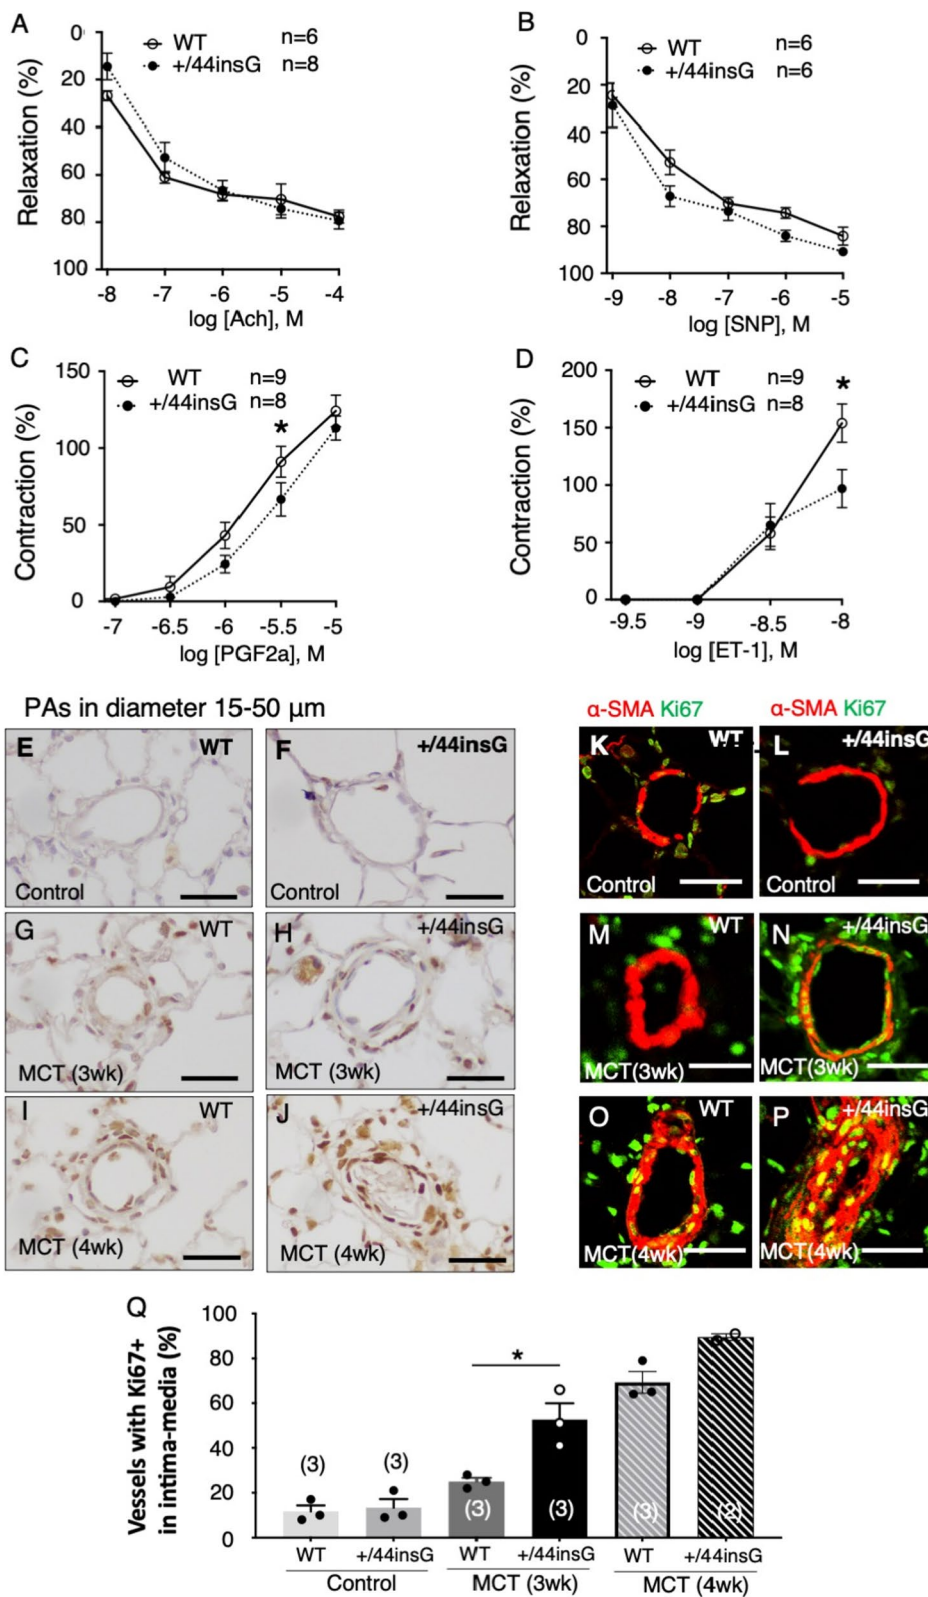 A
0
20
40
60
80
100
Relaxation (%)
WT n=6
+/44insG n=8
-8 -7 -6 -5 -4
log [Ach], M
B
0
20
40
60
80
100
Relaxation (%)
WT n=6
+/44insG n=6
-9 -8 -7 -6 -5
log [SNP], M
C
150
100
50
0
Contraction (%)
WT n=9
+/44insG n=8
*
-7 -6.5 -6 -5.5 -5
log [PGF2a], M
D
200
150
100
50
0
Contraction (%)
WT n=9
+/44insG n=8
*
-9.5 -9 -8.5 -8
log [ET-1], M
PAs in diameter 15-50 μm
E WT
Control
F +/44insG
Control
G WT
MCT (3wk)
H +/44insG
MCT (3wk)
I WT
MCT (4wk)
J +/44insG
MCT (4wk)
α-SMA Ki67
α-SMA Ki67
K WT
Control
L +/44insG
Control
M WT
MCT(3wk)
N +/44insG
MCT(3wk)
O WT
MCT(4wk)
P +/44insG
MCT(4wk)
Q
Vessels with Ki67+
in intima-media (%)
100
80
60
40
20
0
*
(3) (3) (3) (3) (3) (2)
WT +/44insG WT +/44insG WT +/44insG
Control MCT (3wk) MCT (4wk)